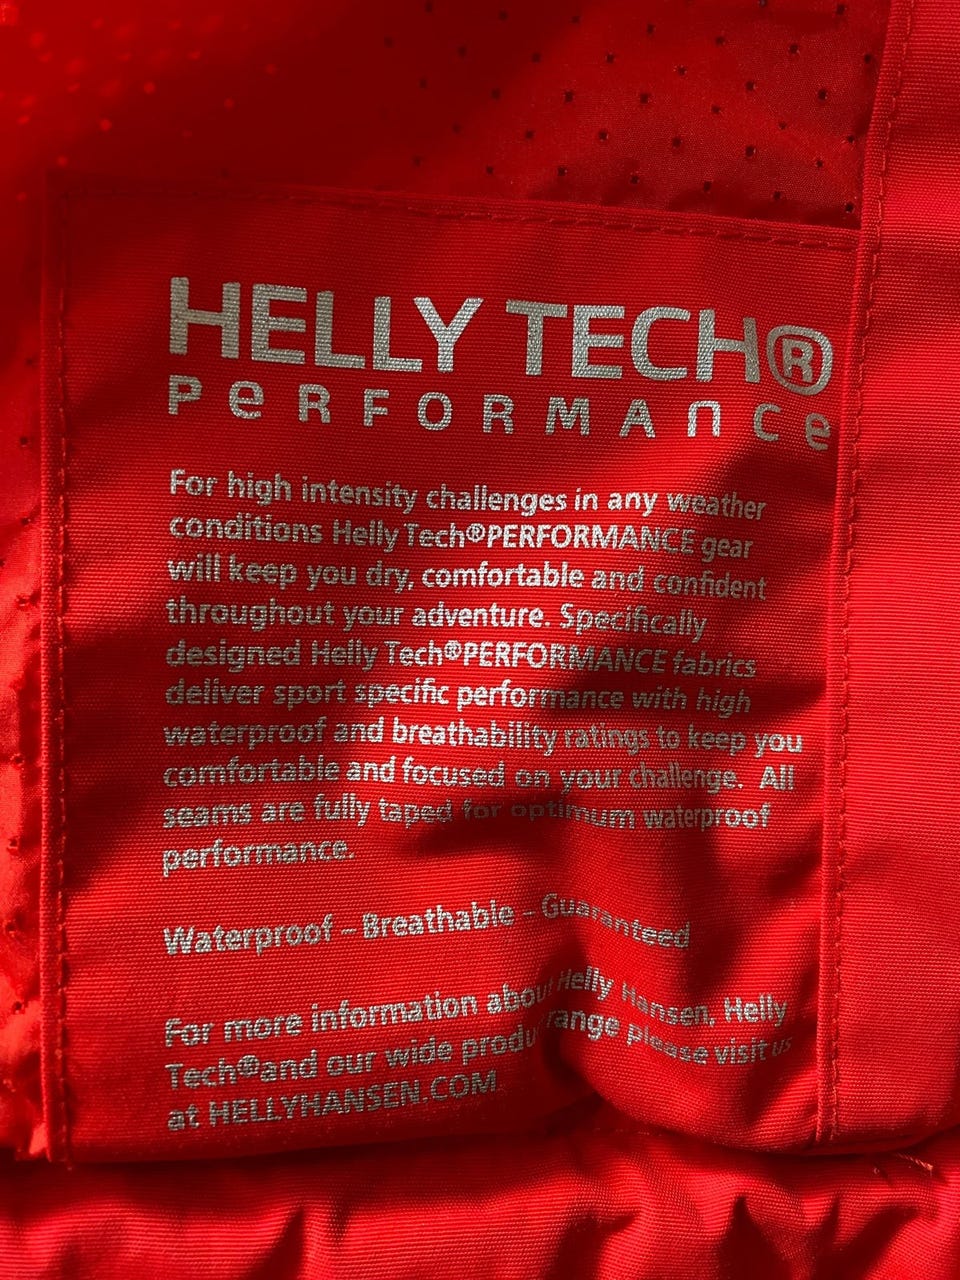 HELLY TECH®
PERFORMANCE
For high intensity challenges in any weather
conditions Helly Tech®PERFORMANCE gear
will keep you dry, comfortable and confident
throughout your adventure. Specifically
designed Helly Tech®PERFORMANCE fabrics
deliver sport specific performance with high
waterproof and breathability ratings to keep you
comfortable and focused on your challenge. All
seams are fully taped for optimum waterproof
performance.
Waterproof – Breathable – Guaranteed
For more information about Helly Hansen, Helly
Tech®and our wide produ range please visit us
at HELLYHANSEN.COM